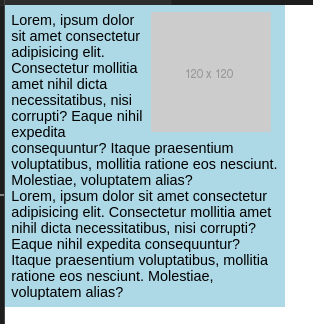 Lorem, ipsum dolor
sit amet consectetur
adipisicing elit.
Consectetur mollitia
amet nihil dicta
necessitatibus, nisi
corrupti? Eaque nihil
expedita
120 x 120
consequuntur? Itaque praesentium
voluptatibus, mollitia ratione eos nesciunt.
Molestiae, voluptatem alias?
Lorem, ipsum dolor sit amet consectetur
adipisicing elit. Consectetur mollitia amet
nihil dicta necessitatibus, nisi corrupti?
Eaque nihil expedita consequuntur?
Itaque praesentium voluptatibus, mollitia
ratione eos nesciunt. Molestiae,
voluptatem alias?